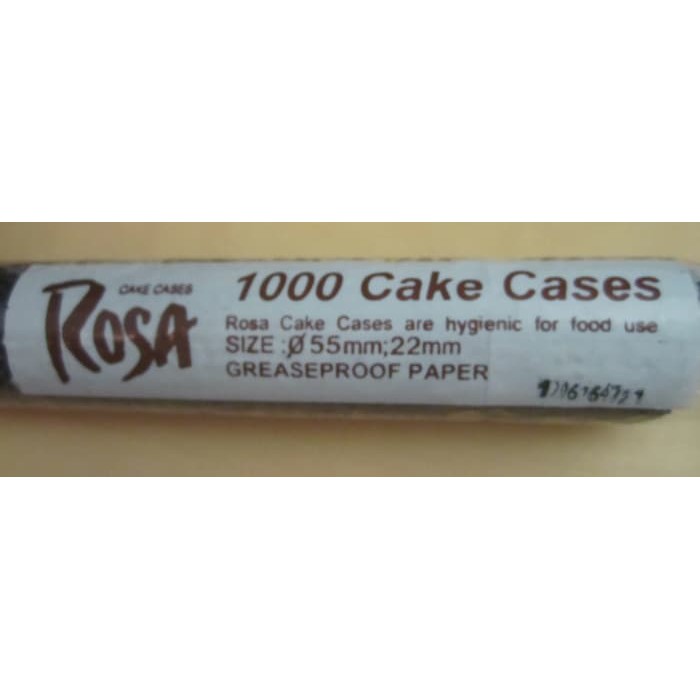 CAKE CASES
ROSA
1000 Cake Cases
Rosa Cake Cases are hygienic for food use
SIZE :Ø55mm;22mm
GREASEPROOF PAPER